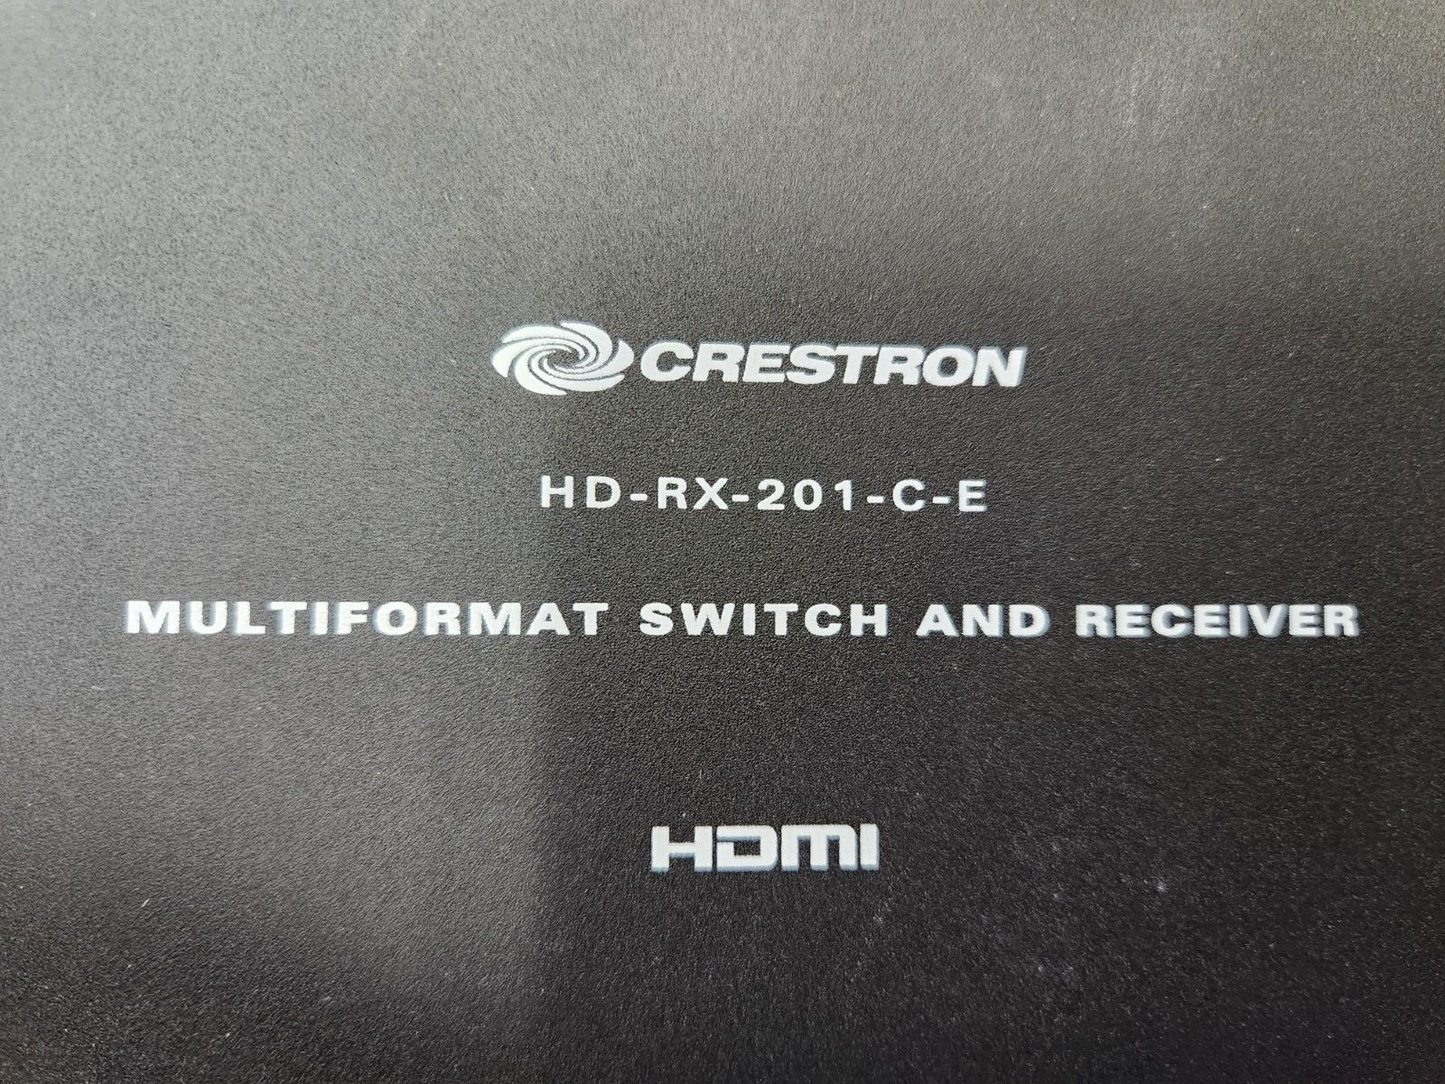 CRESTRON
HD-RX-201-C-E
MULTIFORMAT SWITCH AND RECEIVER
HDMI